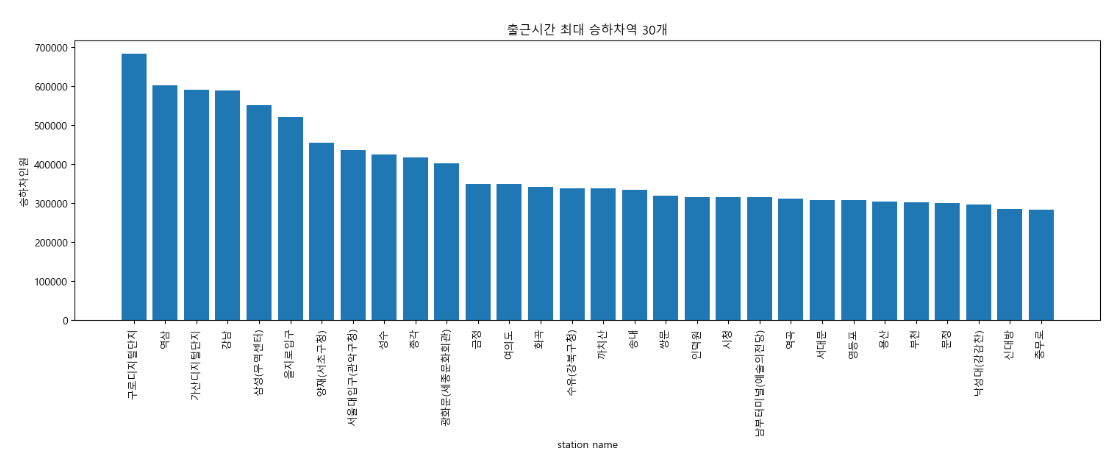 출근시간 최대 승하차역 30개
승하차인원
700000
600000
500000
400000
300000
200000
100000
0
구로디지털단지
역삼
가산디지털단지
강남
삼성(무역센터)
을지로입구
양재(서초구청)
서울대입구(관악구청)
성수
종각
광화문(세종문화회관)
금정
여의도
화곡
수유(강북구청)
까치산
송내
쌍문
인덕원
시청
남부터미널(예술의전당)
역곡
서대문
영등포
용산
부천
문정
낙성대(강감찬)
신대방
충무로
station name